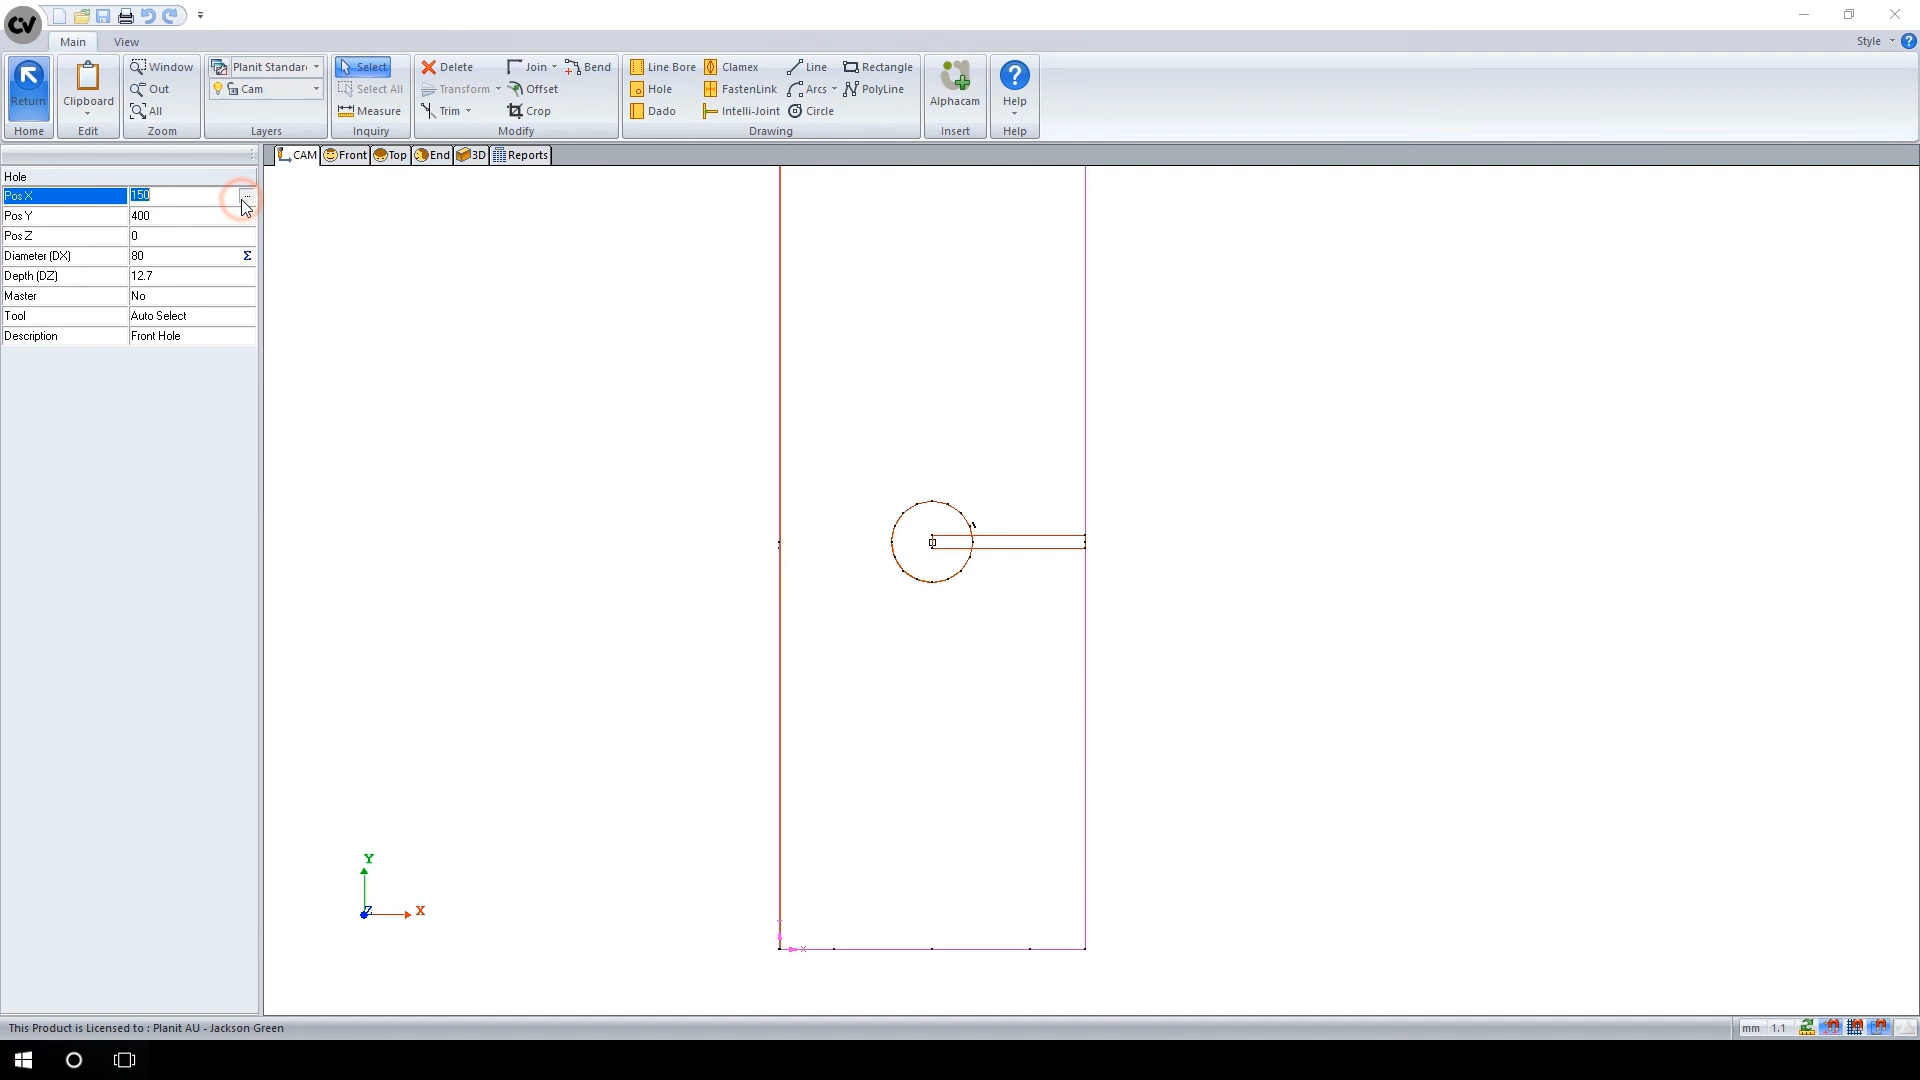 CV
Main View Style
Return
Home
Clipboard
Edit
Window
Out
All
Zoom
Planit Standar
Cam
Layers
Select
Select All
Measure
Inquiry
Delete Join Bend
Transform Offset
Trim Crop
Modify
Line Bore Clamex Line Rectangle
Hole FastenLink Arcs PolyLine
Dado Intelli-Joint Circle
Drawing
Alphacam
Insert
Help
Help
CAM Front Top End 3D Reports
Hole
Pos X 150 ...
Pos Y 400
Pos Z 0
Diameter (DX) 80 Σ
Depth (DZ) 12.7
Master No
Tool Auto Select
Description Front Hole
Y
Z X
X
This Product is Licensed to : Planit AU - Jackson Green
mm 1.1